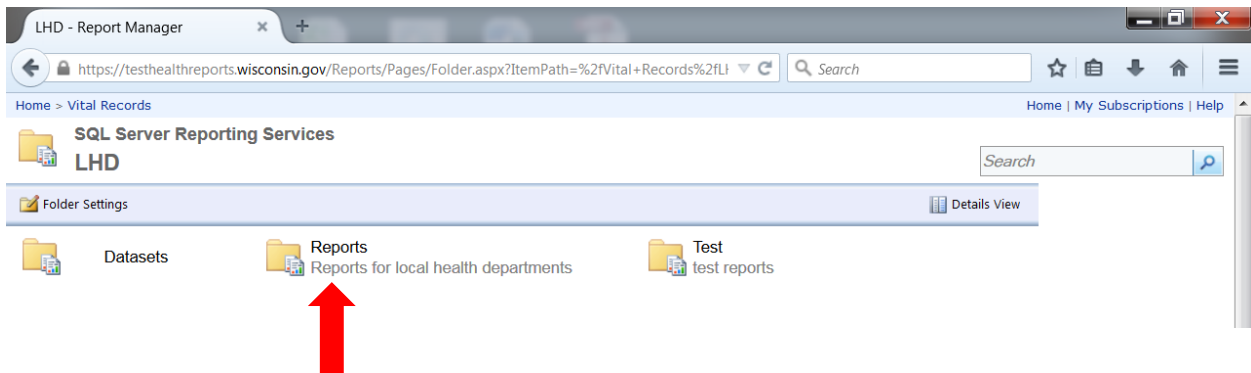 LHD - Report Manager
https://testhealthreports.wisconsin.gov/Reports/Pages/Folder.aspx?ItemPath=%2fVital+Records%2fLH
Search
Home > Vital Records
Home | My Subscriptions | Help
SQL Server Reporting Services
LHD
Search
Folder Settings
Details View
Datasets
Reports
Reports for local health departments
Test
test reports